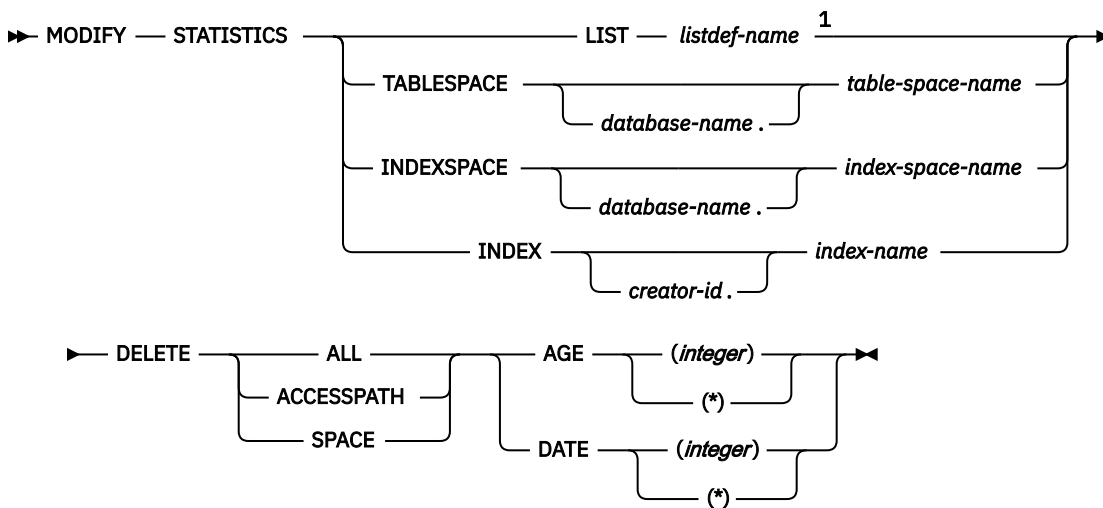 MODIFY STATISTICS LIST listdef-name 1
TABLESPACE table-space-name
database-name .
INDEXSPACE index-space-name
database-name .
INDEX index-name
creator-id .
DELETE ALL AGE (integer)
ACCESSPATH (*)
SPACE DATE (integer)
(*)